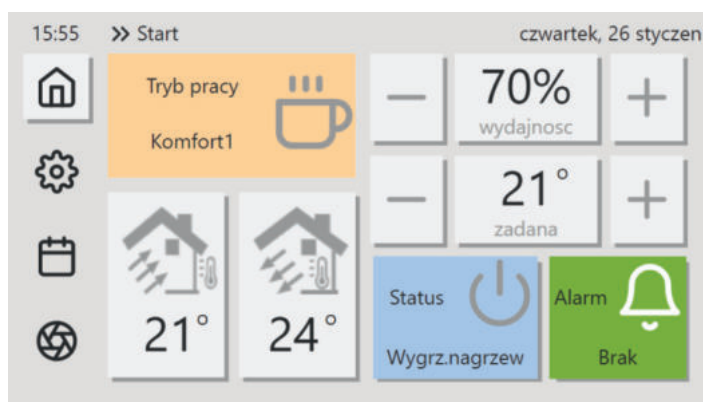 15:55 >> Start czwartek, 26 styczen
Tryb pracy
Komfort1
70%
wydajnosc
21°
zadana
21°
24°
Status
Wygrz.nagrzew
Alarm
Brak